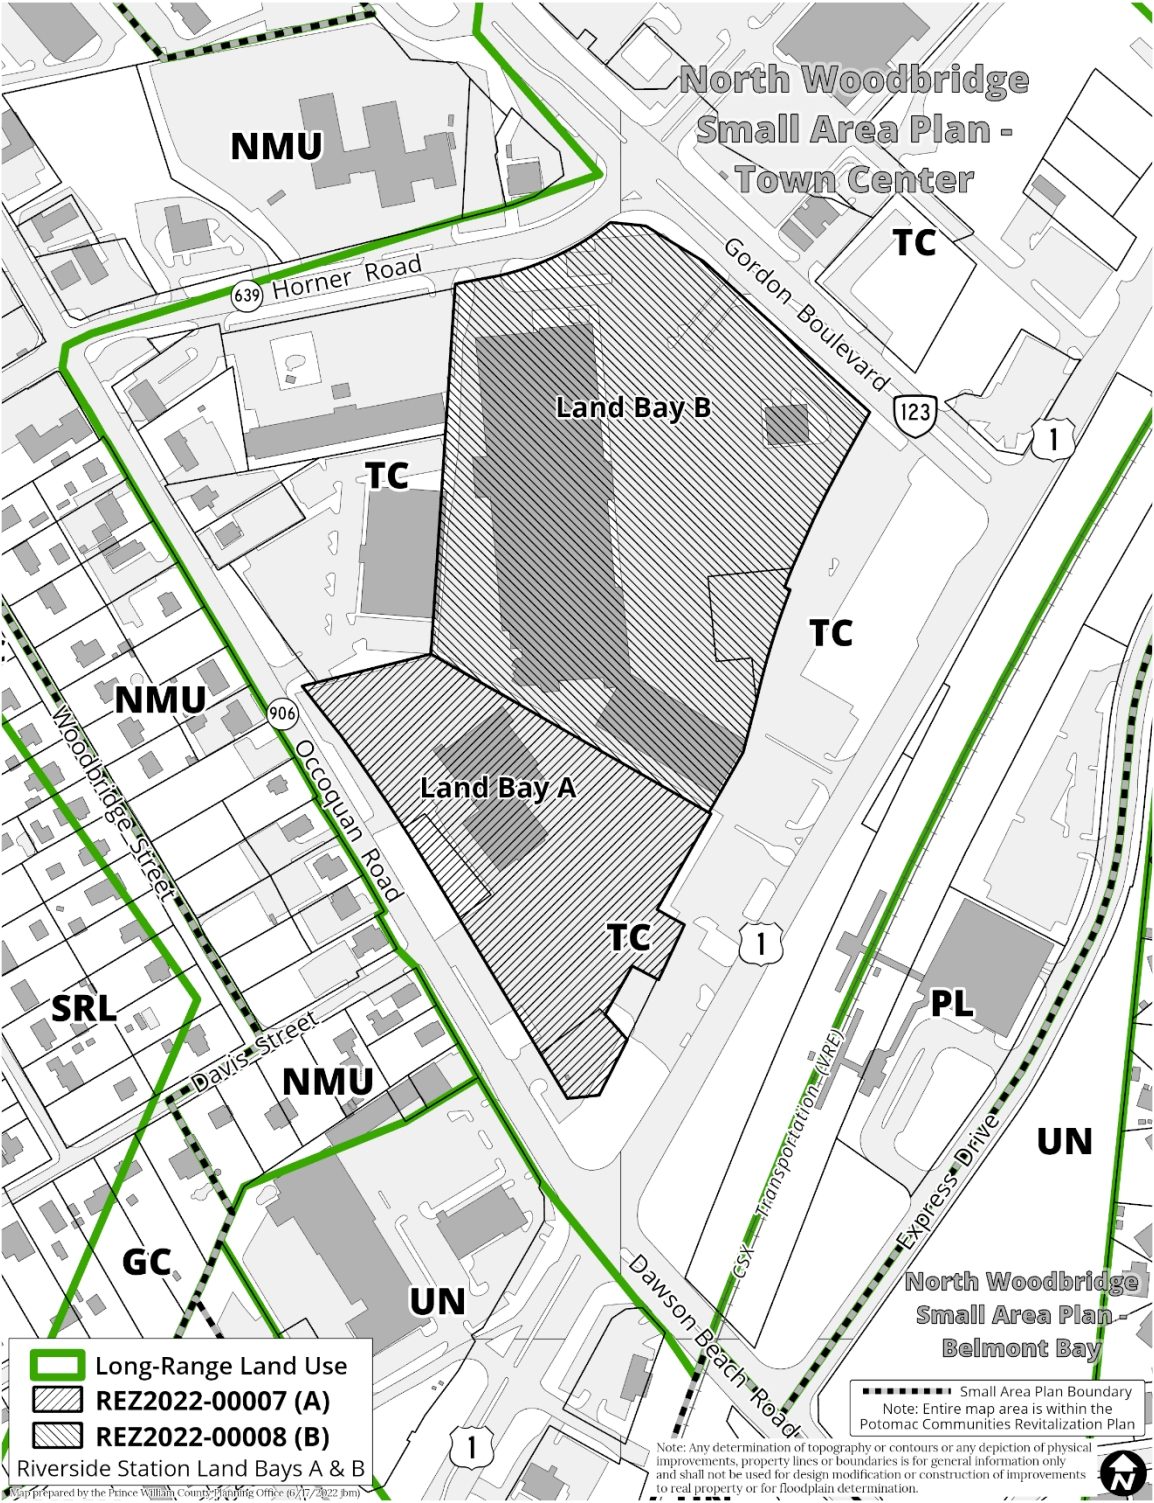 North Woodbridge
Small Area Plan -
Town Center
NMU
TC
Gordon Boulevard
639
Horner Road
123
1
Land Bay B
TC
TC
NMU
906
Occoquan Road
Woodbridge Street
Land Bay A
TC
1
SRL
PL
Davis Street
NMU
CSX Transportation (VRE)
Express Drive
UN
GC
UN
Dawson Beach Road
North Woodbridge
Small Area Plan -
Belmont Bay
1
Long-Range Land Use
REZ2022-00007 (A)
REZ2022-00008 (B)
Riverside Station Land Bays A & B
Map prepared by the Prince William County Planning Office (6/17/2022 jbm)
Small Area Plan Boundary
Note: Entire map area is within the
Potomac Communities Revitalization Plan
Note: Any determination of topography or contours or any depiction of physical
improvements, property lines or boundaries is for general information only
and shall not be used for design modification or construction of improvements
to real property or for floodplain determination.
N